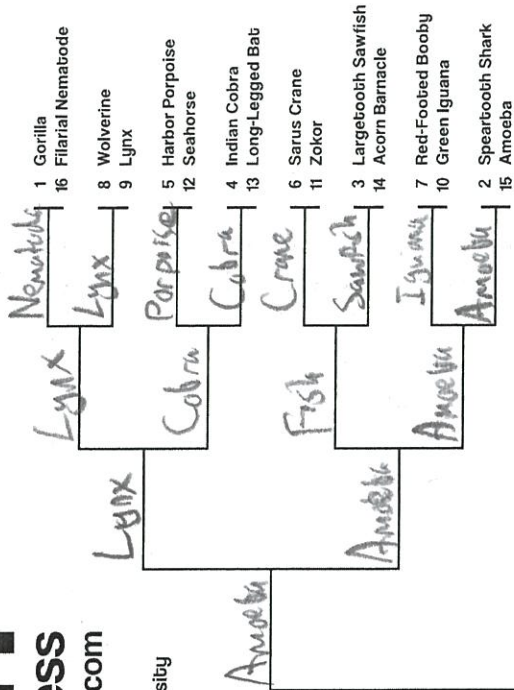 1 Gorilla
16 Filarial Nematode
8 Wolverine
9 Lynx
5 Harbor Porpoise
12 Seahorse
4 Indian Cobra
13 Long-Legged Bat
6 Sarus Crane
11 Zokor
3 Largetooth Sawfish
14 Acorn Barnacle
7 Red-Footed Booby
10 Green Iguana
2 Speartooth Shark
15 Amoeba
Nematode
Lynx
Porpoise
Cobra
Crane
Sawfish
Iguana
Amoeba
Lynx
Cobra
Fish
Amoeba
Lynx
Amoeba
Amoeba
ess
com
sity